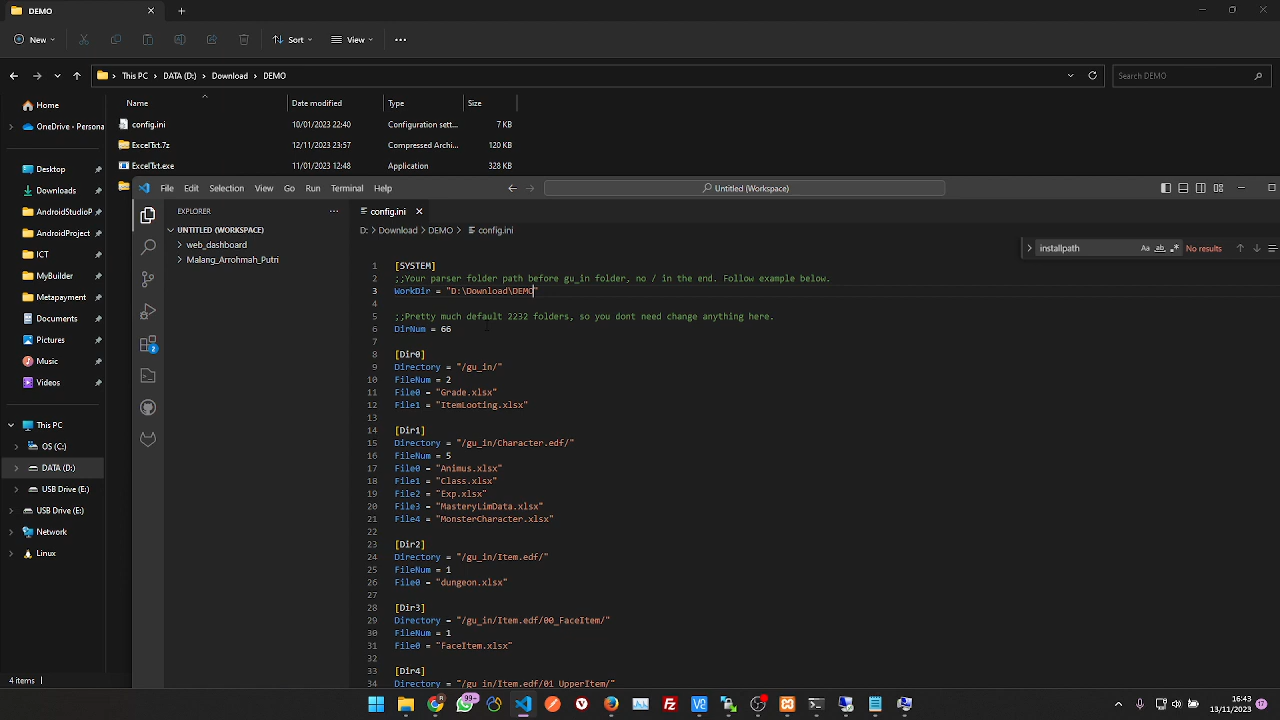 DEMO
New
Sort
View
This PC > DATA (D:) > Download > DEMO
Search DEMO
Home
OneDrive - Persona
Desktop
Downloads
AndroidStudioP
AndroidProject
ICT
MyBuilder
Documents
Pictures
Music
Videos
This PC
OS (C:)
DATA (D:)
USB Drive (E:)
USB Drive (E:)
Network
Linux
4 items
Name Date modified Type Size
config.ini 10/01/2023 22:40 Configuration sett... 7 KB
ExcelTxt.7z 12/11/2023 23:57 Compressed Archi... 120 KB
ExcelTxt.exe 11/01/2023 12:48 Application 328 KB
File Edit Selection View Go Run Terminal Help
Untitled (Workspace)
EXPLORER
UNTITLED (WORKSPACE)
web_dashboard
Malang_Arrohmah_Putri
2
config.ini
D: > Download > DEMO > config.ini
installpath Aa ab .* No results
1 [SYSTEM]
2 ;;Your parser folder path before gu_in folder, no / in the end. Follow example below.
3 WorkDir = "D:\Download\DEMO"
4
5 ;;Pretty much default 2232 folders, so you dont need change anything here.
6 DirNum = 66
7
8 [Dir0]
9 Directory = "/gu_in/"
10 FileNum = 2
11 File0 = "Grade.xlsx"
12 File1 = "ItemLooting.xlsx"
13
14 [Dir1]
15 Directory = "/gu_in/Character.edf/"
16 FileNum = 5
17 File0 = "Animus.xlsx"
18 File1 = "Class.xlsx"
19 File2 = "Exp.xlsx"
20 File3 = "MasteryLimData.xlsx"
21 File4 = "MonsterCharacter.xlsx"
22
23 [Dir2]
24 Directory = "/gu_in/Item.edf/"
25 FileNum = 1
26 File0 = "dungeon.xlsx"
27
28 [Dir3]
29 Directory = "/gu_in/Item.edf/00_FaceItem/"
30 FileNum = 1
31 File0 = "FaceItem.xlsx"
32
33 [Dir4]
34 Directory = "/gu_in/Item.edf/01_UpperItem/"
99+
16:43
13/11/2023